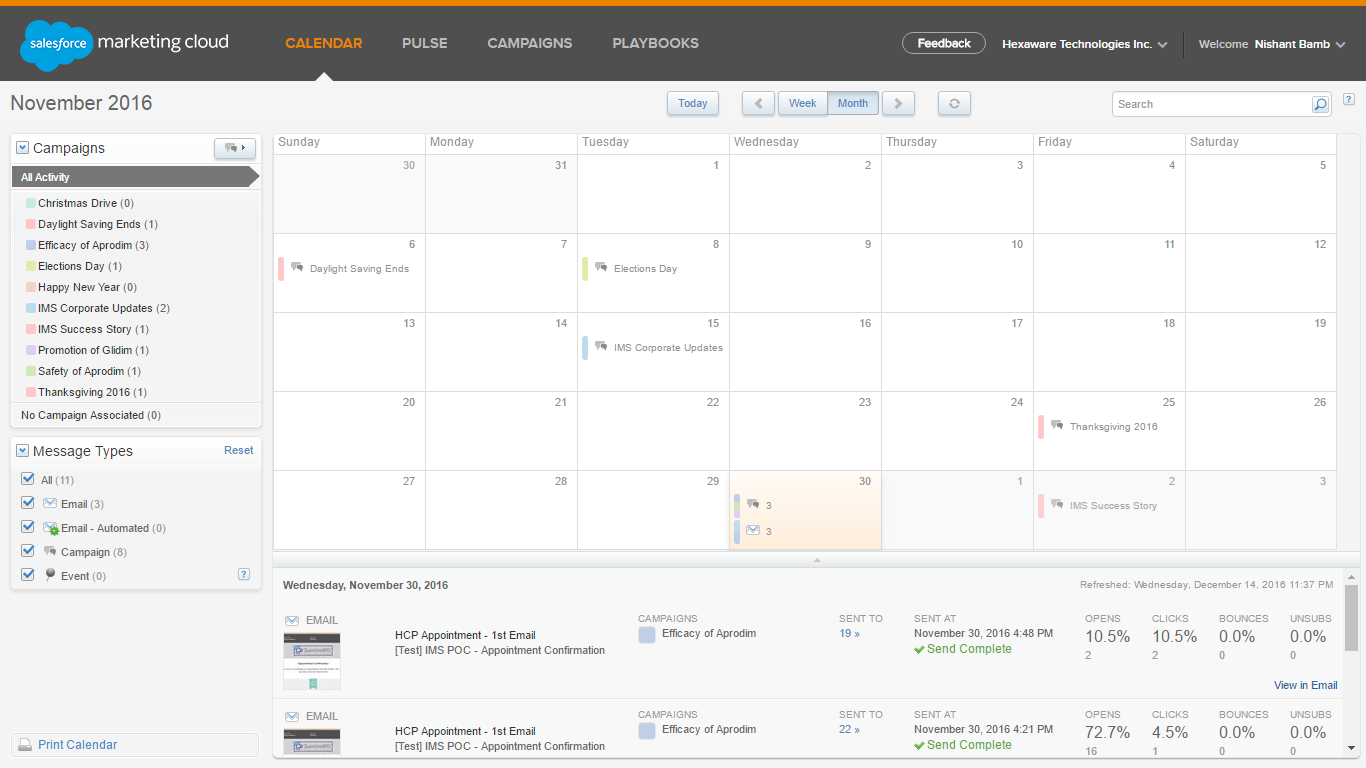 salesforce marketing cloud
CALENDAR PULSE CAMPAIGNS PLAYBOOKS
Feedback Hexaware Technologies Inc. Welcome Nishant Bamb
November 2016
Today Week Month Search ?
Campaigns
All Activity
Christmas Drive (0)
Daylight Saving Ends (1)
Efficacy of Aprodim (3)
Elections Day (1)
Happy New Year (0)
IMS Corporate Updates (2)
IMS Success Story (1)
Promotion of Glidim (1)
Safety of Aprodim (1)
Thanksgiving 2016 (1)
No Campaign Associated (0)
Message Types Reset
All (11)
Email (3)
Email - Automated (0)
Campaign (8)
Event (0) ?
Print Calendar
Sunday Monday Tuesday Wednesday Thursday Friday Saturday
30 31 1 2 3 4 5
6 7 8 9 10 11 12
Daylight Saving Ends Elections Day
13 14 15 16 17 18 19
IMS Corporate Updates
20 21 22 23 24 25 26
Thanksgiving 2016
27 28 29 30 1 2 3
3 IMS Success Story
3
Wednesday, November 30, 2016 Refreshed: Wednesday, December 14, 2016 11:37 PM
EMAIL CAMPAIGNS SENT TO SENT AT OPENS CLICKS BOUNCES UNSUBS
HCP Appointment - 1st Email Efficacy of Aprodim 19 » November 30, 2016 4:48 PM 10.5% 10.5% 0.0% 0.0%
[Test] IMS POC - Appointment Confirmation Send Complete 2 2 0 0
View in Email
EMAIL CAMPAIGNS SENT TO SENT AT OPENS CLICKS BOUNCES UNSUBS
HCP Appointment - 1st Email Efficacy of Aprodim 22 » November 30, 2016 4:21 PM 72.7% 4.5% 0.0% 0.0%
[Test] IMS POC - Appointment Confirmation Send Complete 16 1 0 0